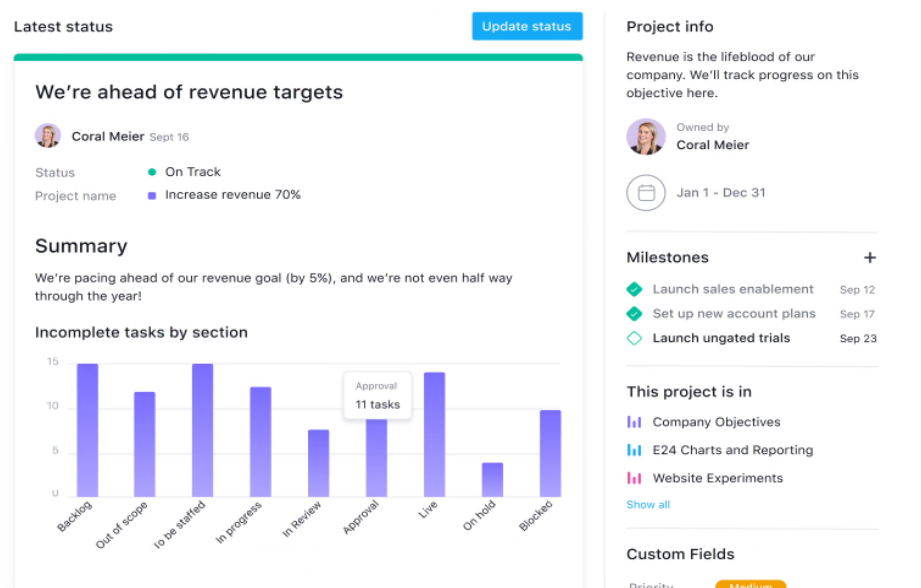 Latest status
Update status
We're ahead of revenue targets
Coral Meier Sept 16
Status On Track
Project name Increase revenue 70%
Summary
We're pacing ahead of our revenue goal (by 5%), and we're not even half way
through the year!
Incomplete tasks by section
15
10
5
0
Approval
11 tasks
Backlog
Out of scope
To be staffed
In progress
In Review
Approval
Live
On hold
Blocked
Project info
Revenue is the lifeblood of our
company. We'll track progress on this
objective here.
Owned by
Coral Meier
Jan 1 - Dec 31
Milestones +
Launch sales enablement Sep 12
Set up new account plans Sep 17
Launch ungated trials Sep 23
This project is in
Company Objectives
E24 Charts and Reporting
Website Experiments
Show all
Custom Fields
Priority Medium